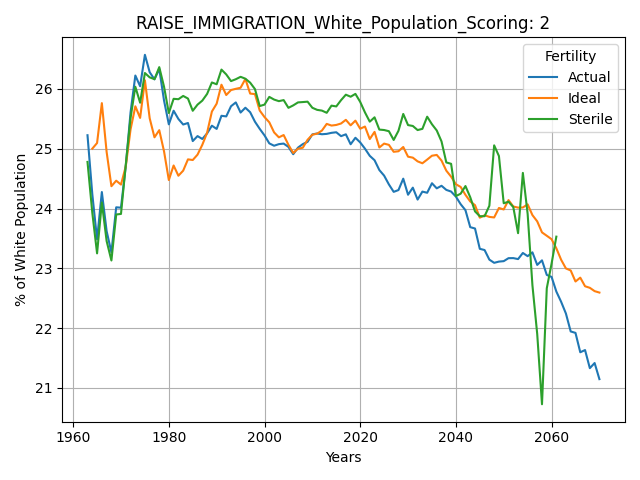 RAISE_IMMIGRATION_White_Population_Scoring: 2
Fertility
Actual
Ideal
Sterile
% of White Population
26
25
24
23
22
21
1960
1980
2000
2020
2040
2060
Years